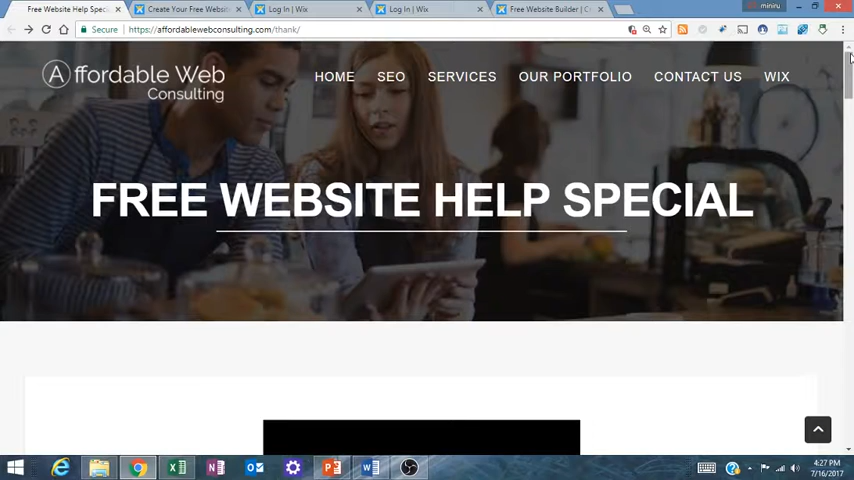 Free Website Help Spec
Create Your Free Website
Log In | Wix
Log In | Wix
Free Website Builder | C
miniru
Secure
https://affordablewebconsulting.com/thank/
Affordable Web
Consulting
HOME
SEO
SERVICES
OUR PORTFOLIO
CONTACT US
WIX
FREE WEBSITE HELP SPECIAL
4:27 PM
7/16/2017